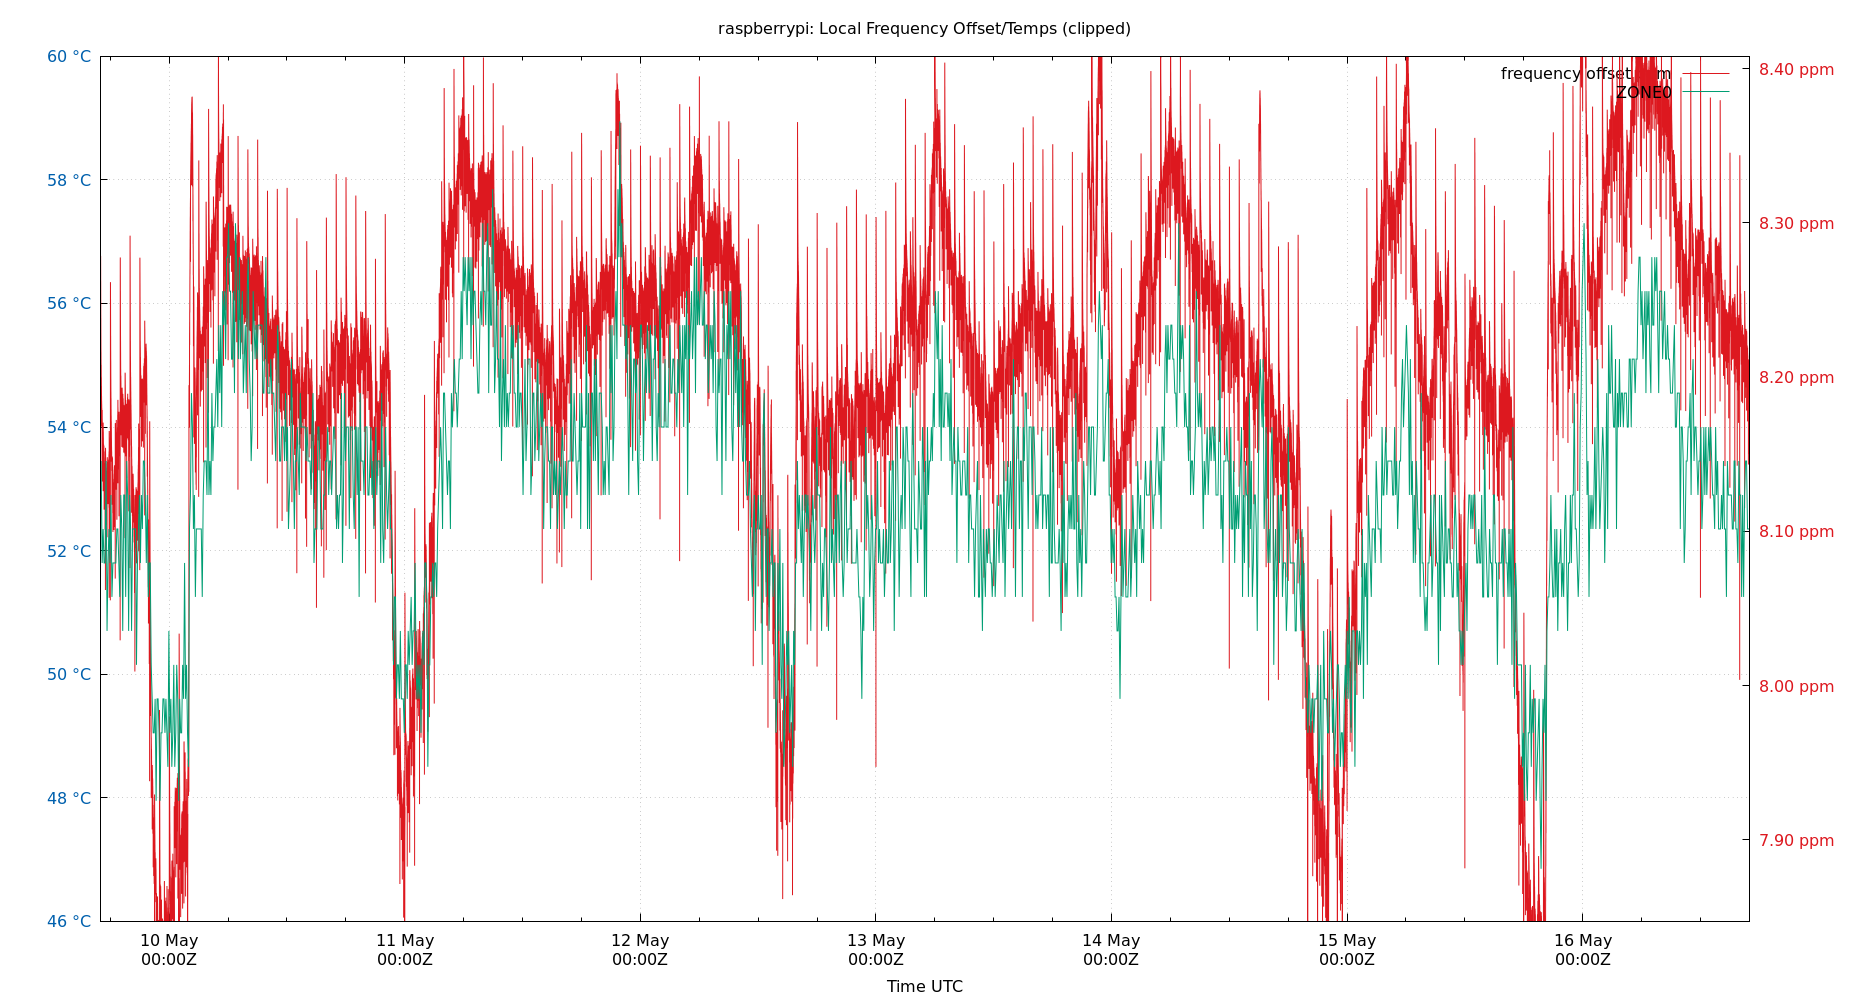 raspberrypi: Local Frequency Offset/Temps (clipped)
60 °C
58 °C
56 °C
54 °C
52 °C
50 °C
48 °C
46 °C
frequency offset
ZONE0
8.40 ppm
8.30 ppm
8.20 ppm
8.10 ppm
8.00 ppm
7.90 ppm
10 May 11 May 12 May 13 May 14 May 15 May 16 May
00:00Z 00:00Z 00:00Z 00:00Z 00:00Z 00:00Z 00:00Z
Time UTC